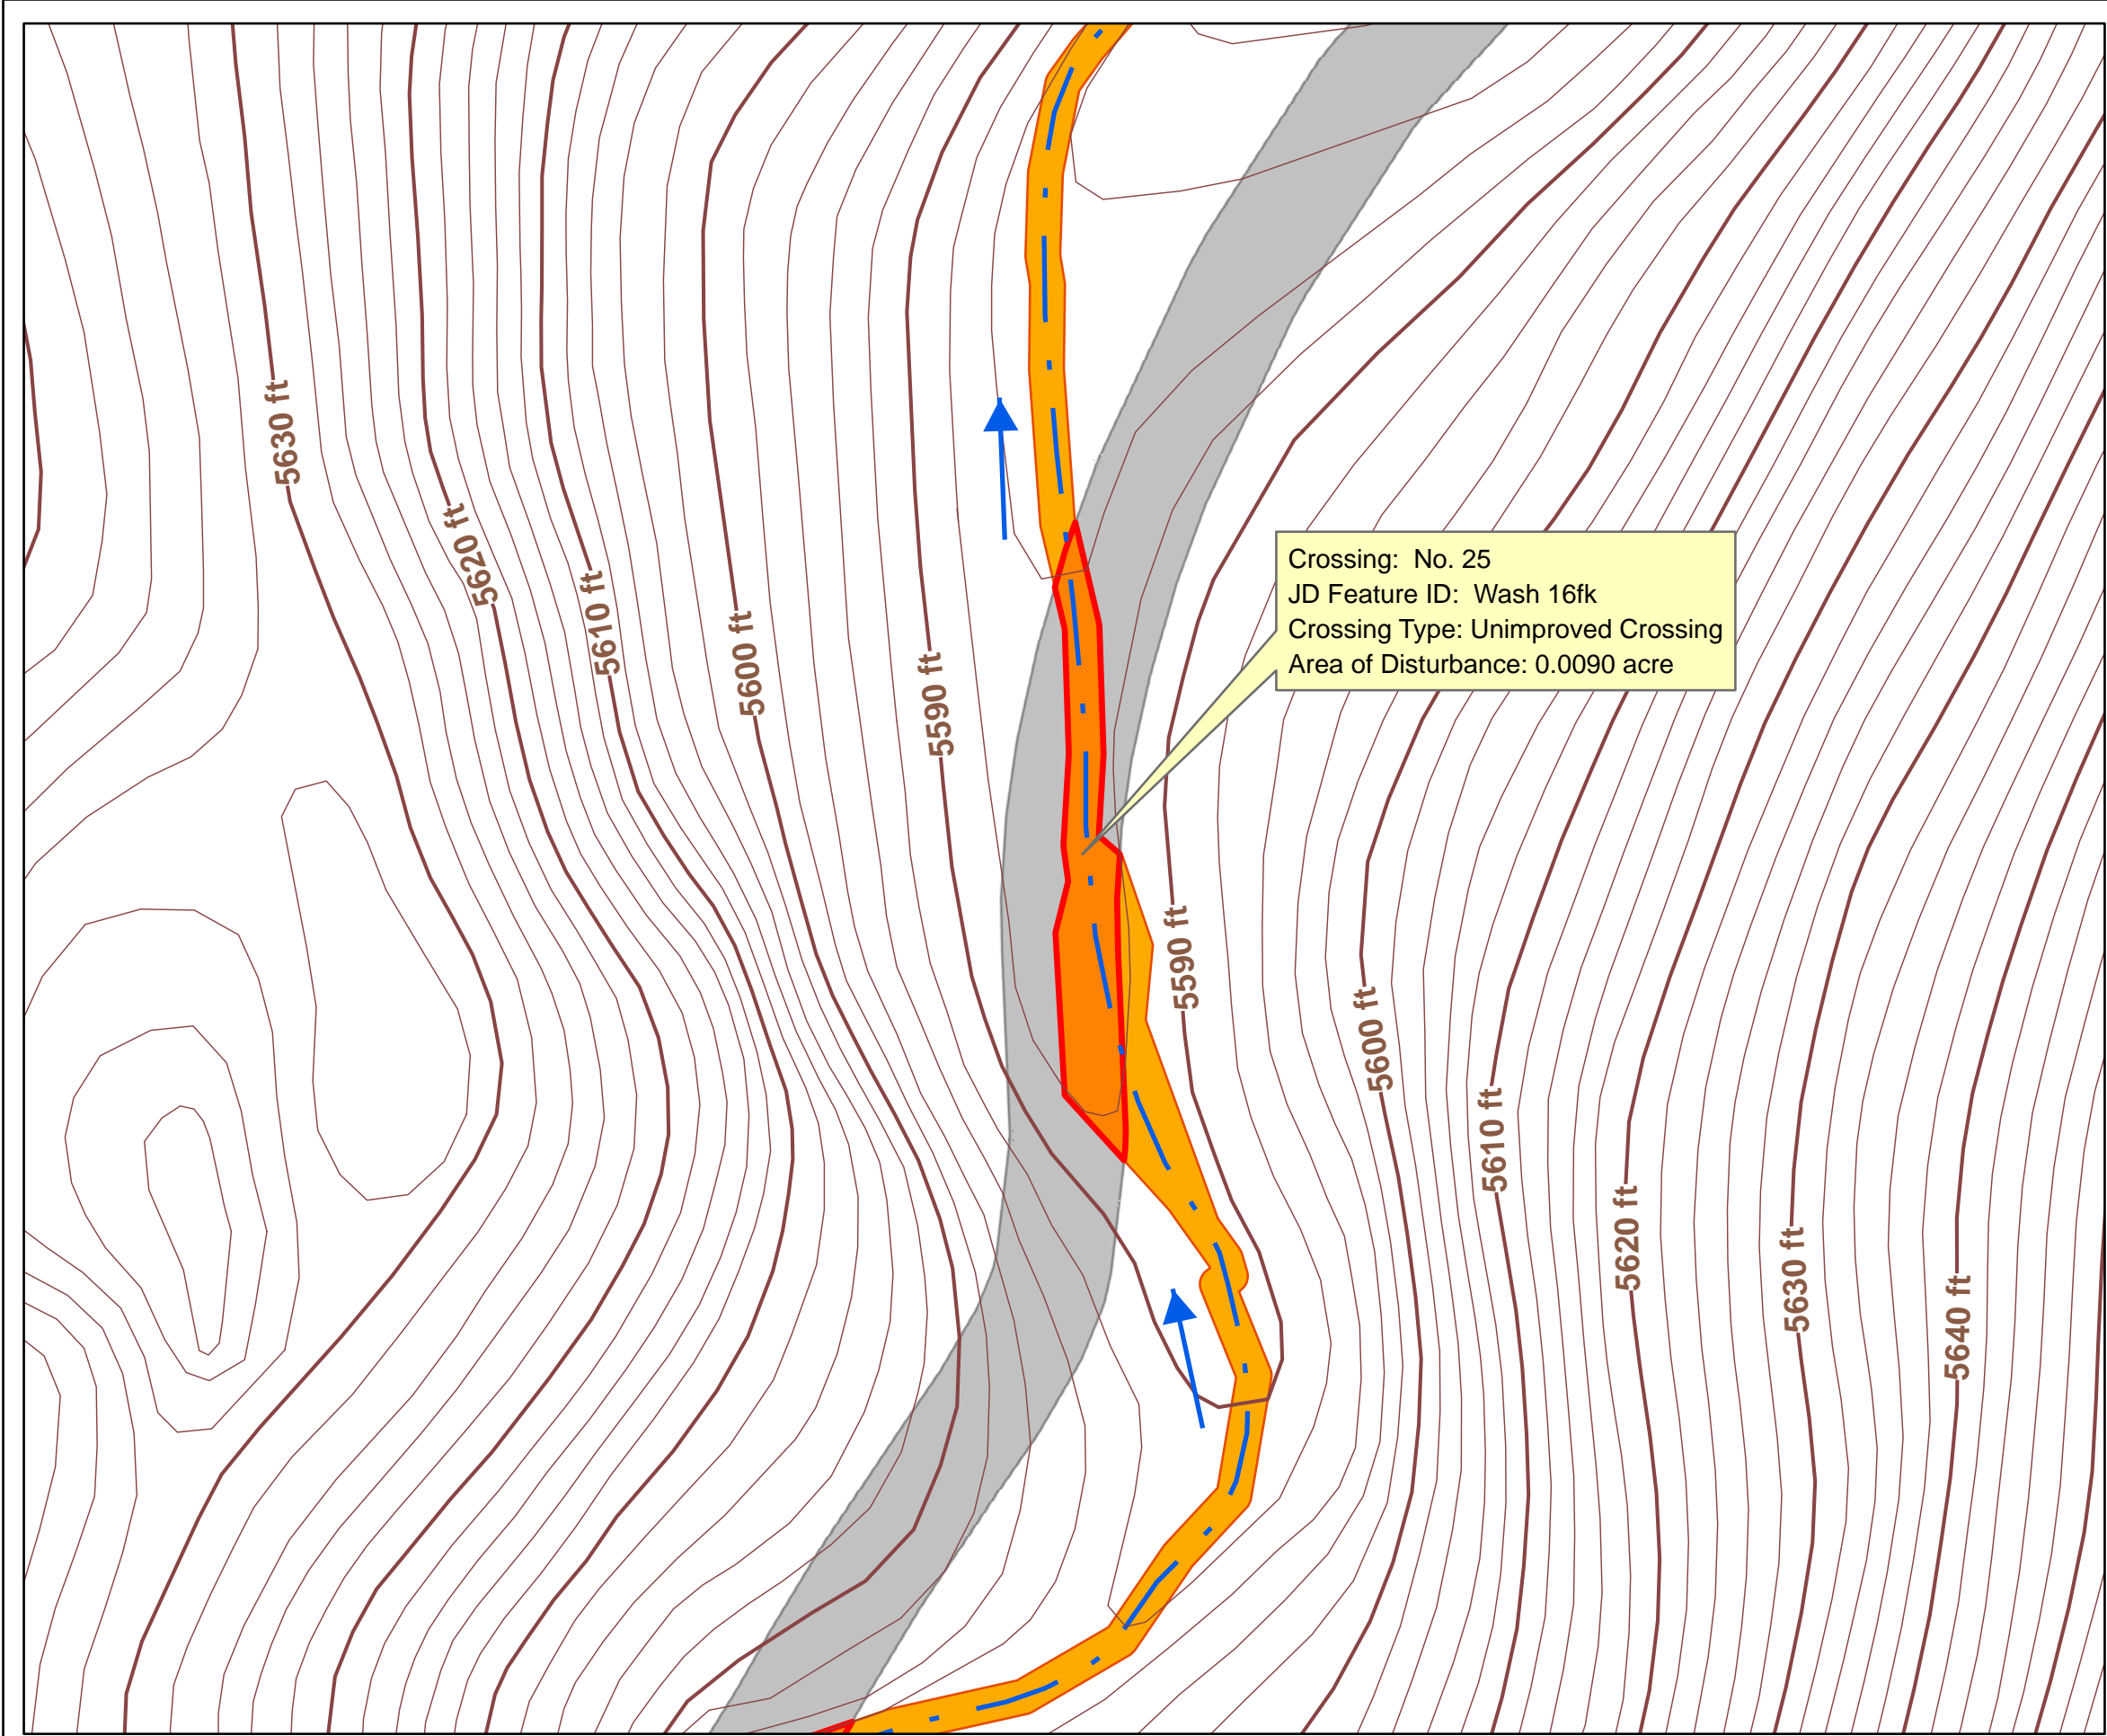 5630 ft
5620 ft
5610 ft
5600 ft
5590 ft
Crossing:  No. 25
JD Feature ID:  Wash 16fk
Crossing Type: Unimproved Crossing
Area of Disturbance: 0.0090 acre
5590 ft
5600 ft
5610 ft
5620 ft
5630 ft
5640 ft